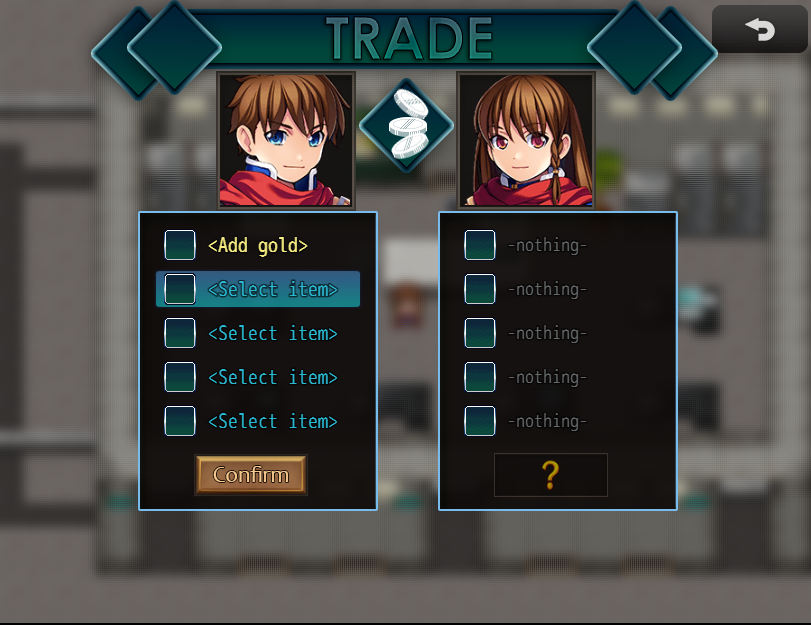 TRADE
<Add gold>
<Select item>
<Select item>
<Select item>
<Select item>
Confirm
-nothing-
-nothing-
-nothing-
-nothing-
-nothing-
?